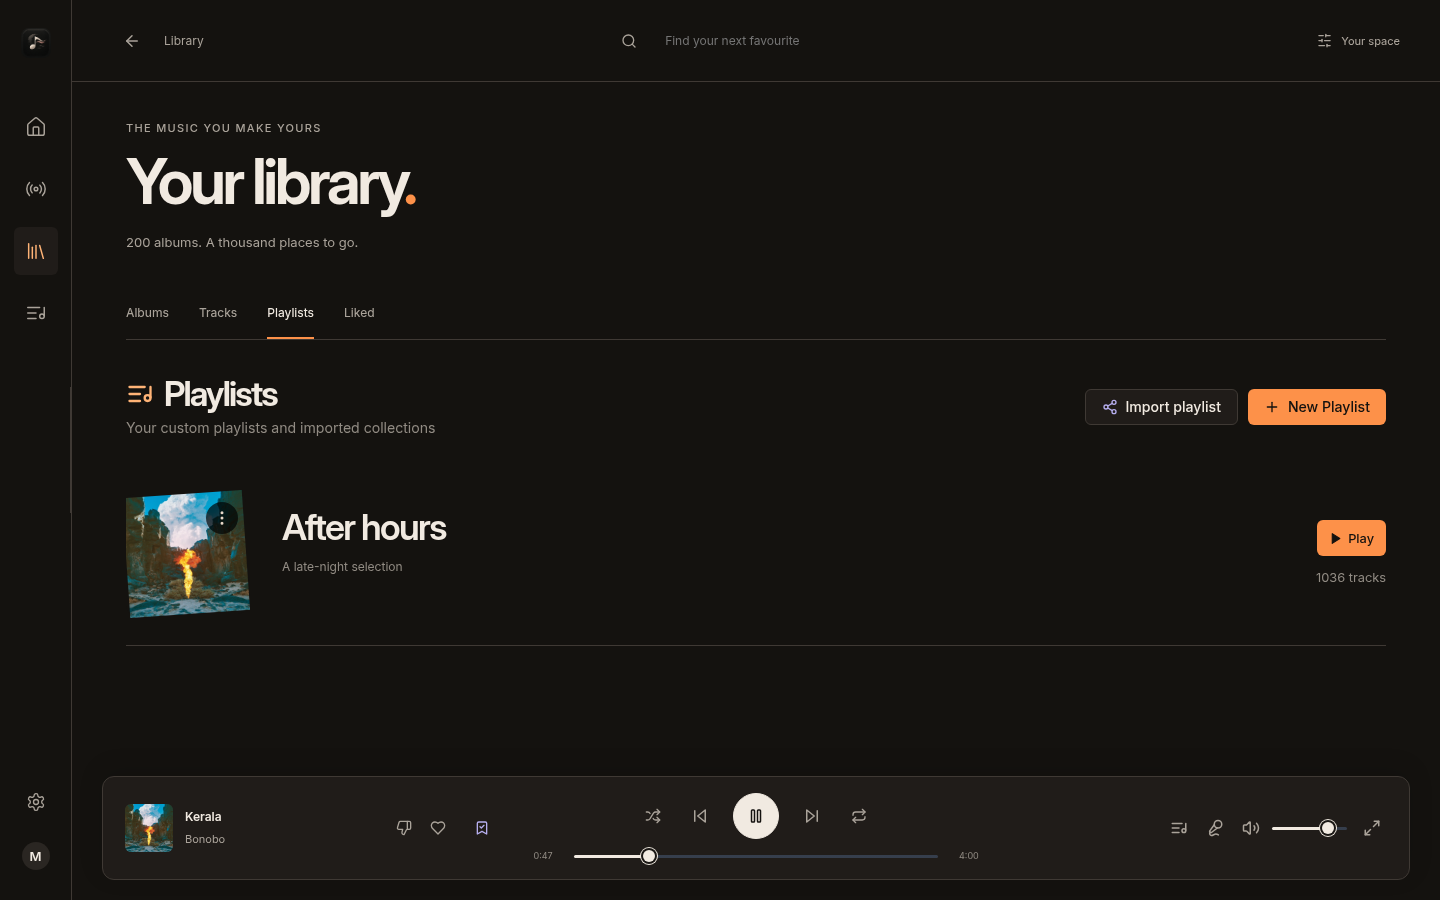 Library
Find your next favourite
Your space
THE MUSIC YOU MAKE YOURS
Your library.
200 albums. A thousand places to go.
Albums
Tracks
Playlists
Liked
Playlists
Your custom playlists and imported collections
Import playlist
New Playlist
After hours
A late-night selection
Play
1036 tracks
Kerala
Bonobo
0:47
4:00
M